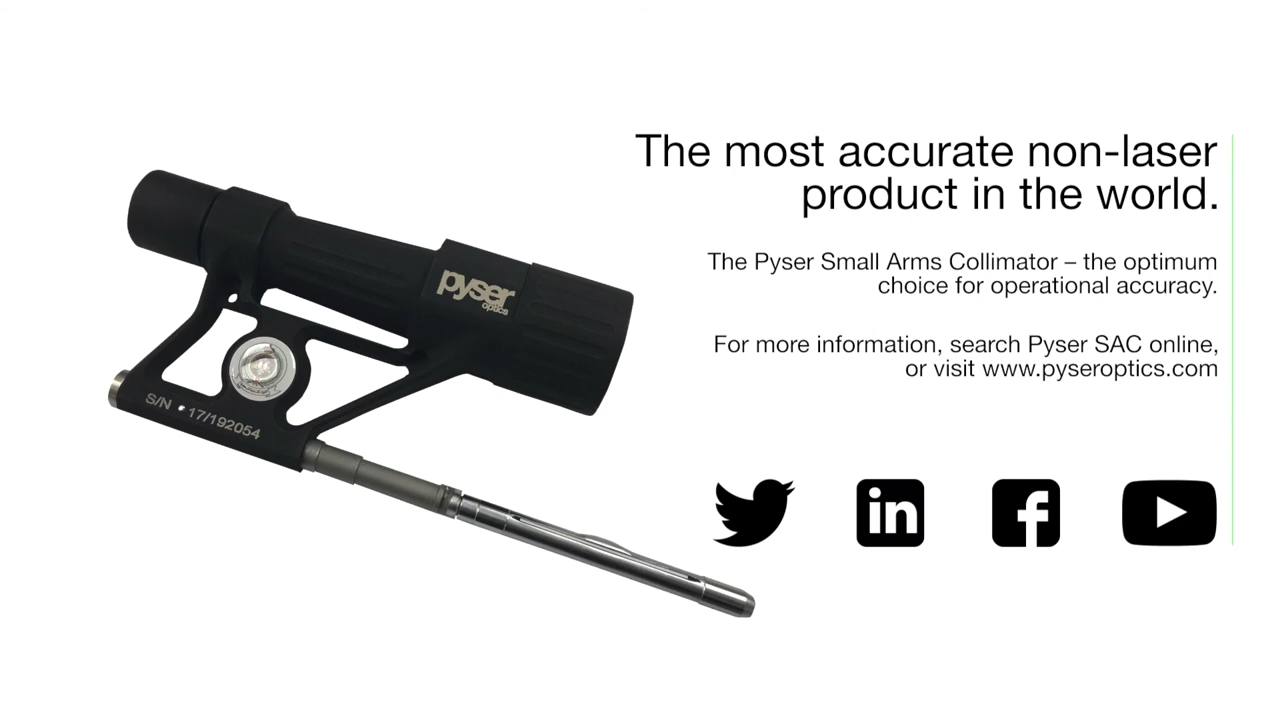 The most accurate non-laser
product in the world.
The Pyser Small Arms Collimator – the optimum
choice for operational accuracy.
For more information, search Pyser SAC online,
or visit www.pyseroptics.com
pyser
optics
S/N • 17/192054
in
f